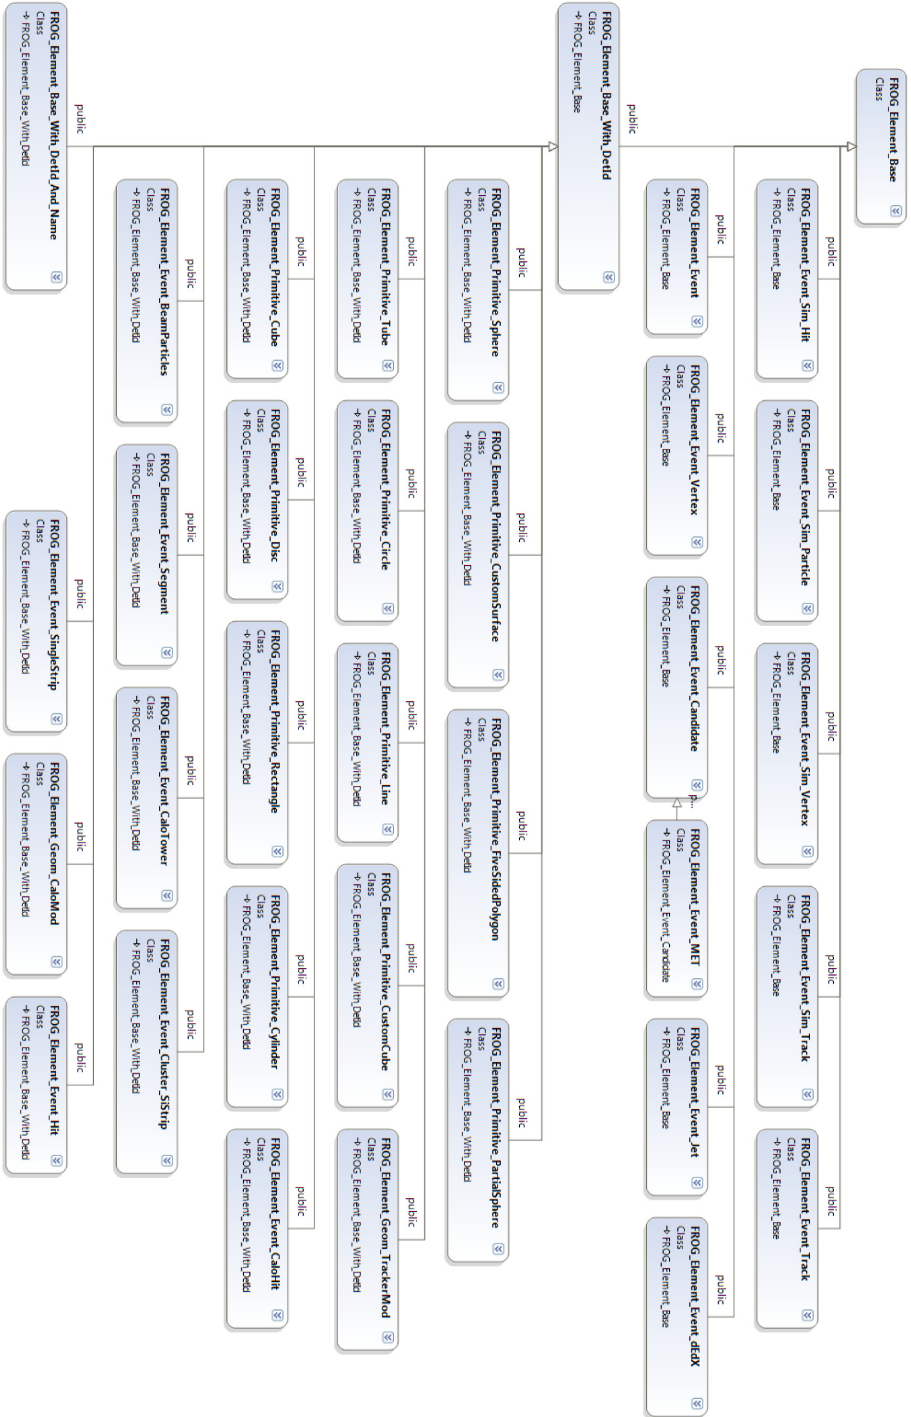 FROG_Element_Base
Class
public
public
public
public
public
FROG_Element_Event_Sim_Hit
Class
→ FROG_Element_Base
FROG_Element_Event_Sim_Particle
Class
→ FROG_Element_Base
FROG_Element_Event_Sim_Vertex
Class
→ FROG_Element_Base
FROG_Element_Event_Sim_Track
Class
→ FROG_Element_Base
FROG_Element_Event_Track
Class
→ FROG_Element_Base
public
public
public
public
public
p...
FROG_Element_Event
Class
→ FROG_Element_Base
FROG_Element_Event_Vertex
Class
→ FROG_Element_Base
FROG_Element_Event_Candidate
Class
→ FROG_Element_Base
FROG_Element_Event_MET
Class
→ FROG_Element_Event_Candidate
FROG_Element_Event_Jet
Class
→ FROG_Element_Base
FROG_Element_Event_dEdX
Class
→ FROG_Element_Base
public
FROG_Element_Base_With_DetId
Class
→ FROG_Element_Base
public
public
public
public
FROG_Element_Primitive_Sphere
Class
→ FROG_Element_Base_With_DetId
FROG_Element_Primitive_CustomSurface
Class
→ FROG_Element_Base_With_DetId
FROG_Element_Primitive_FiveSidedPolygon
Class
→ FROG_Element_Base_With_DetId
FROG_Element_Primitive_PartialSphere
Class
→ FROG_Element_Base_With_DetId
public
public
public
public
public
FROG_Element_Primitive_Tube
Class
→ FROG_Element_Base_With_DetId
FROG_Element_Primitive_Circle
Class
→ FROG_Element_Base_With_DetId
FROG_Element_Primitive_Line
Class
→ FROG_Element_Base_With_DetId
FROG_Element_Primitive_CustomCube
Class
→ FROG_Element_Base_With_DetId
FROG_Element_Geom_TrackerMod
Class
→ FROG_Element_Base_With_DetId
public
public
public
public
public
FROG_Element_Primitive_Cube
Class
→ FROG_Element_Base_With_DetId
FROG_Element_Primitive_Disc
Class
→ FROG_Element_Base_With_DetId
FROG_Element_Primitive_Rectangle
Class
→ FROG_Element_Base_With_DetId
FROG_Element_Primitive_Cylinder
Class
→ FROG_Element_Base_With_DetId
FROG_Element_Event_CaloHit
Class
→ FROG_Element_Base_With_DetId
public
public
public
public
FROG_Element_Event_BeamParticles
Class
→ FROG_Element_Base_With_DetId
FROG_Element_Event_Segment
Class
→ FROG_Element_Base_With_DetId
FROG_Element_Event_CaloTower
Class
→ FROG_Element_Base_With_DetId
FROG_Element_Event_Cluster_SiStrip
Class
→ FROG_Element_Base_With_DetId
public
public
public
public
FROG_Element_Base_With_DetId_And_Name
Class
→ FROG_Element_Base_With_DetId
FROG_Element_Event_SingleStrip
Class
→ FROG_Element_Base_With_DetId
FROG_Element_Geom_CaloMod
Class
→ FROG_Element_Base_With_DetId
FROG_Element_Event_Hit
Class
→ FROG_Element_Base_With_DetId